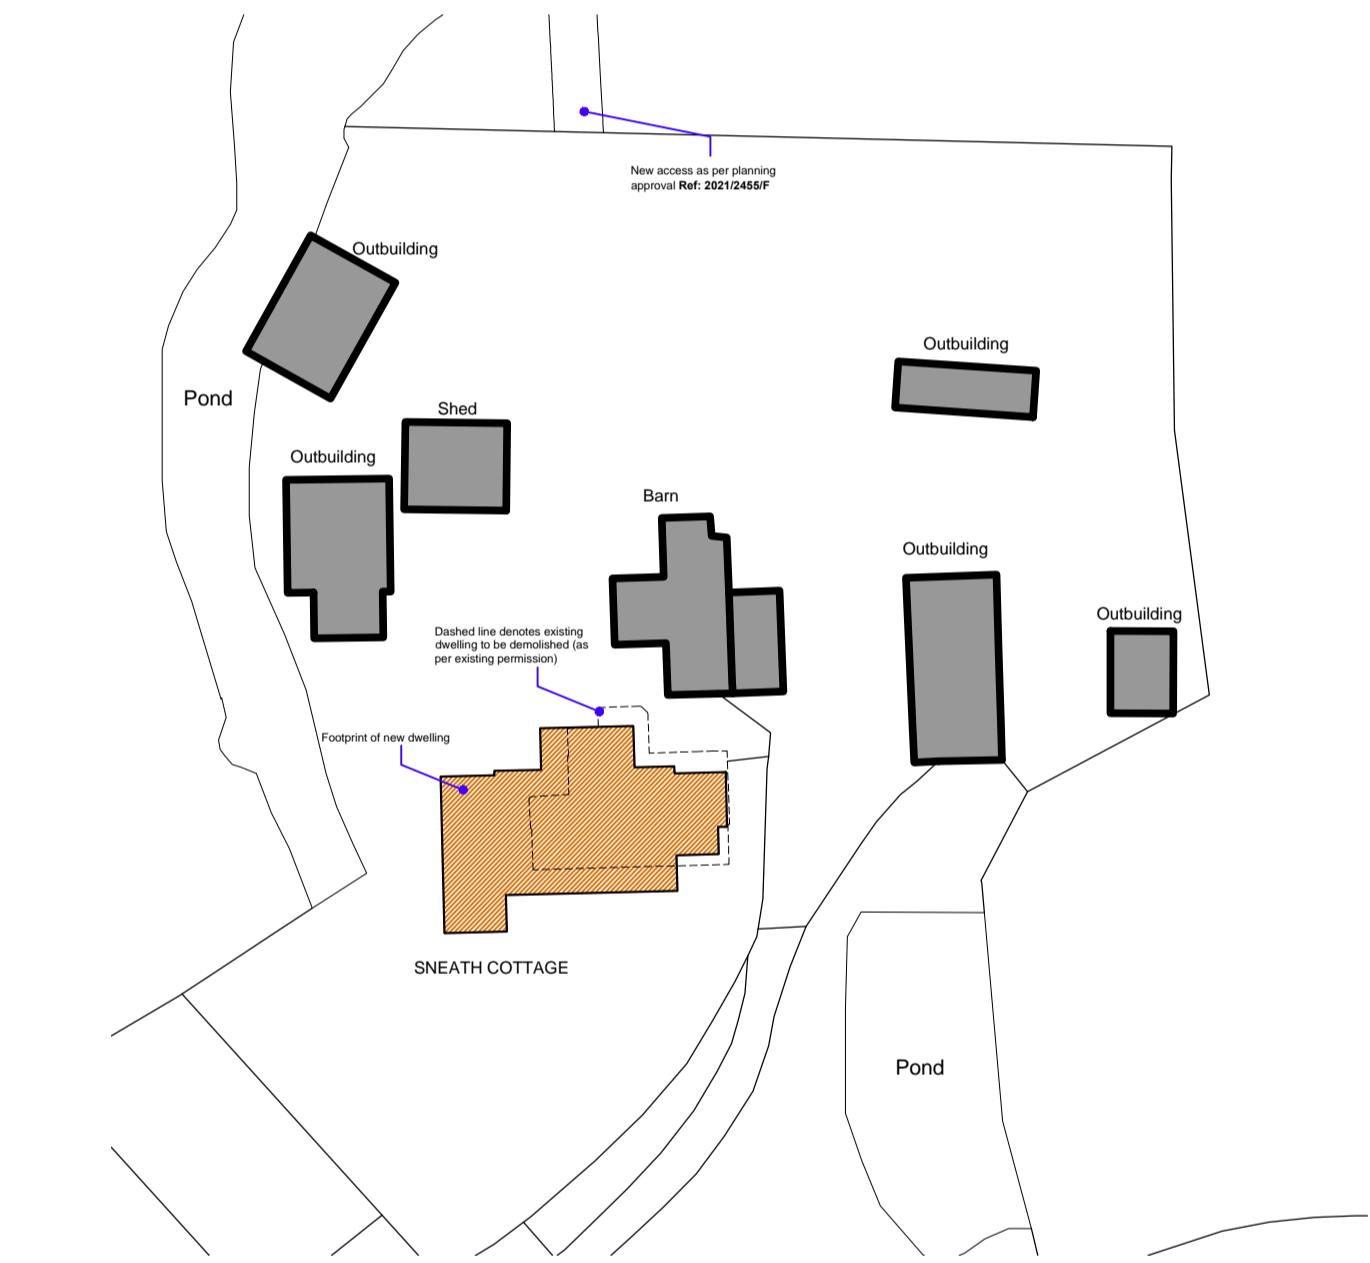 New access as per planning
approval Ref: 2021/2455/F
Outbuilding
Outbuilding
Pond
Shed
Outbuilding
Barn
Outbuilding
Outbuilding
Dashed line denotes existing
dwelling to be demolished (as
per existing permission)
Footprint of new dwelling
SNEATH COTTAGE
Pond